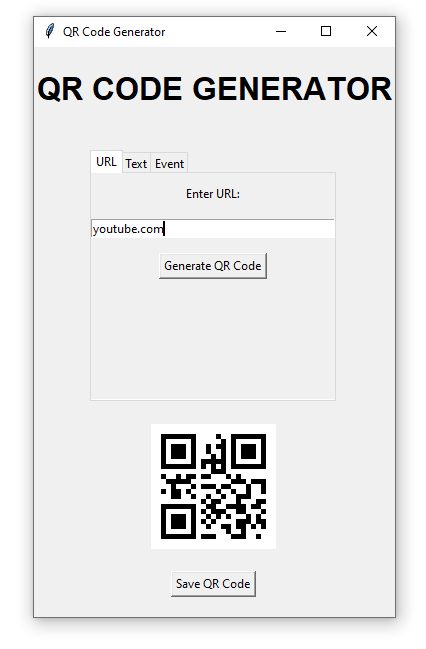 QR Code Generator
QR CODE GENERATOR
URL Text Event
Enter URL:
youtube.com
Generate QR Code
Save QR Code